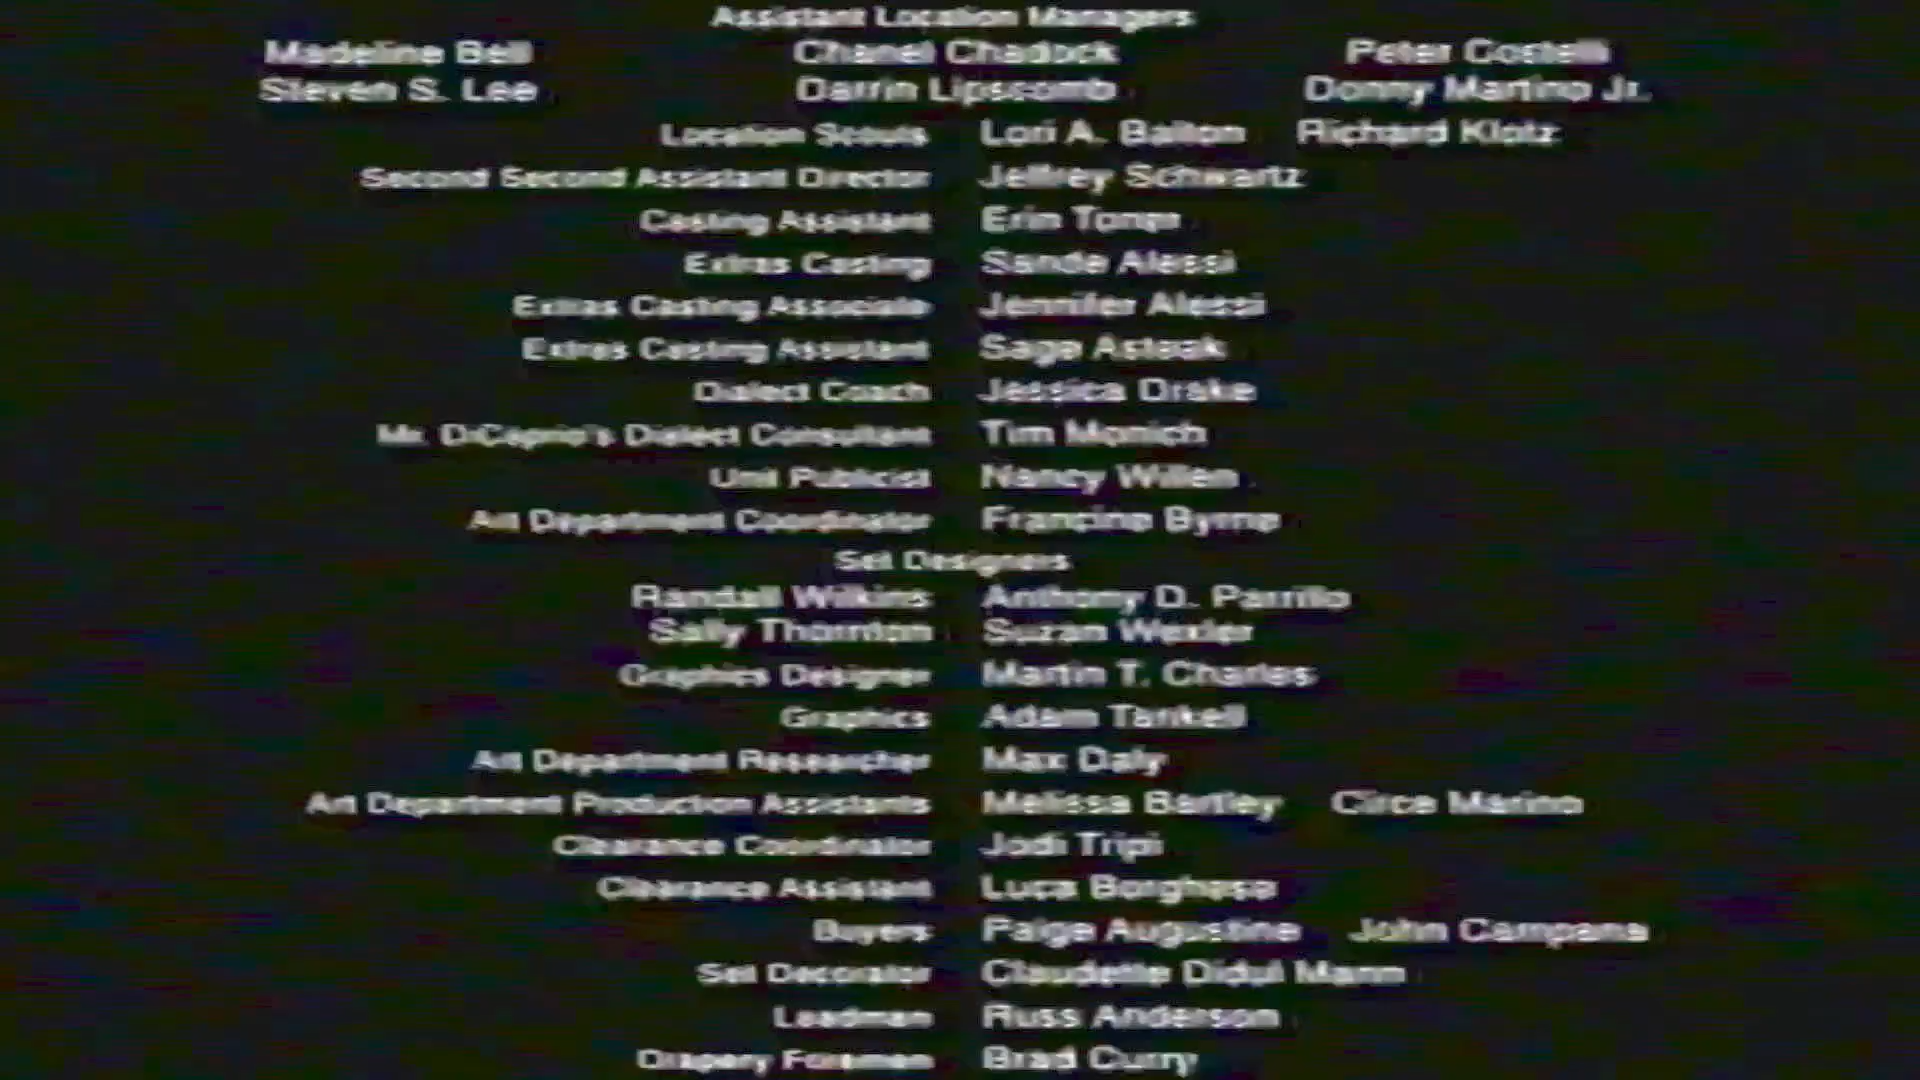 Assistant Location Managers
Madeline Bell Chanel Chadock Peter Costelli
Steven S. Lee Darrin Lipscomb Donny Martino Jr.
Location Scouts Lori A. Balton Richard Klotz
Second Second Assistant Director Jeffrey Schwartz
Casting Assistant Erin Toner
Extras Casting Sande Alessi
Extras Casting Associate Jennifer Alessi
Extras Casting Assistant Sage Asteak
Dialect Coach Jessica Drake
Mr. DiCaprio's Dialect Consultant Tim Monich
Unit Publicist Nancy Willen
Art Department Coordinator Francine Byrne
Set Designers
Randall Wilkins Anthony D. Parrillo
Sally Thornton Suzan Wexler
Graphics Designer Martin T. Charles
Graphics Adam Tankell
Art Department Researcher Max Daly
Art Department Production Assistants Melissa Bartley Circe Marino
Clearance Coordinator Jodi Tripi
Clearance Assistant Luca Borghese
Buyers Paige Augustine John Campana
Set Decorator Claudette Didul Mann
Leadman Russ Anderson
Drapery Foreman Brad Curry